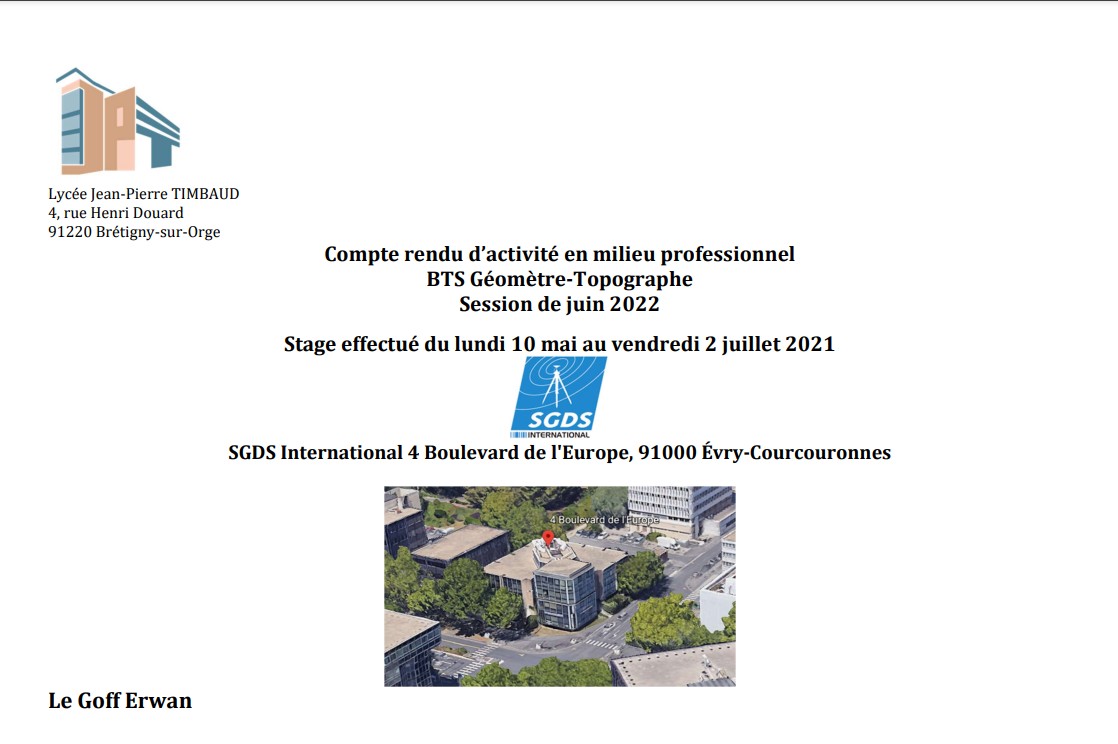 Lycée Jean-Pierre TIMBAUD
4, rue Henri Douard
91220 Brétigny-sur-Orge
Compte rendu d’activité en milieu professionnel
BTS Géomètre-Topographe
Session de juin 2022
Stage effectué du lundi 10 mai au vendredi 2 juillet 2021
SGDS
INTERNATIONAL
SGDS International 4 Boulevard de l'Europe, 91000 Évry-Courcouronnes
4 Boulevard de l'Europe
Le Goff Erwan